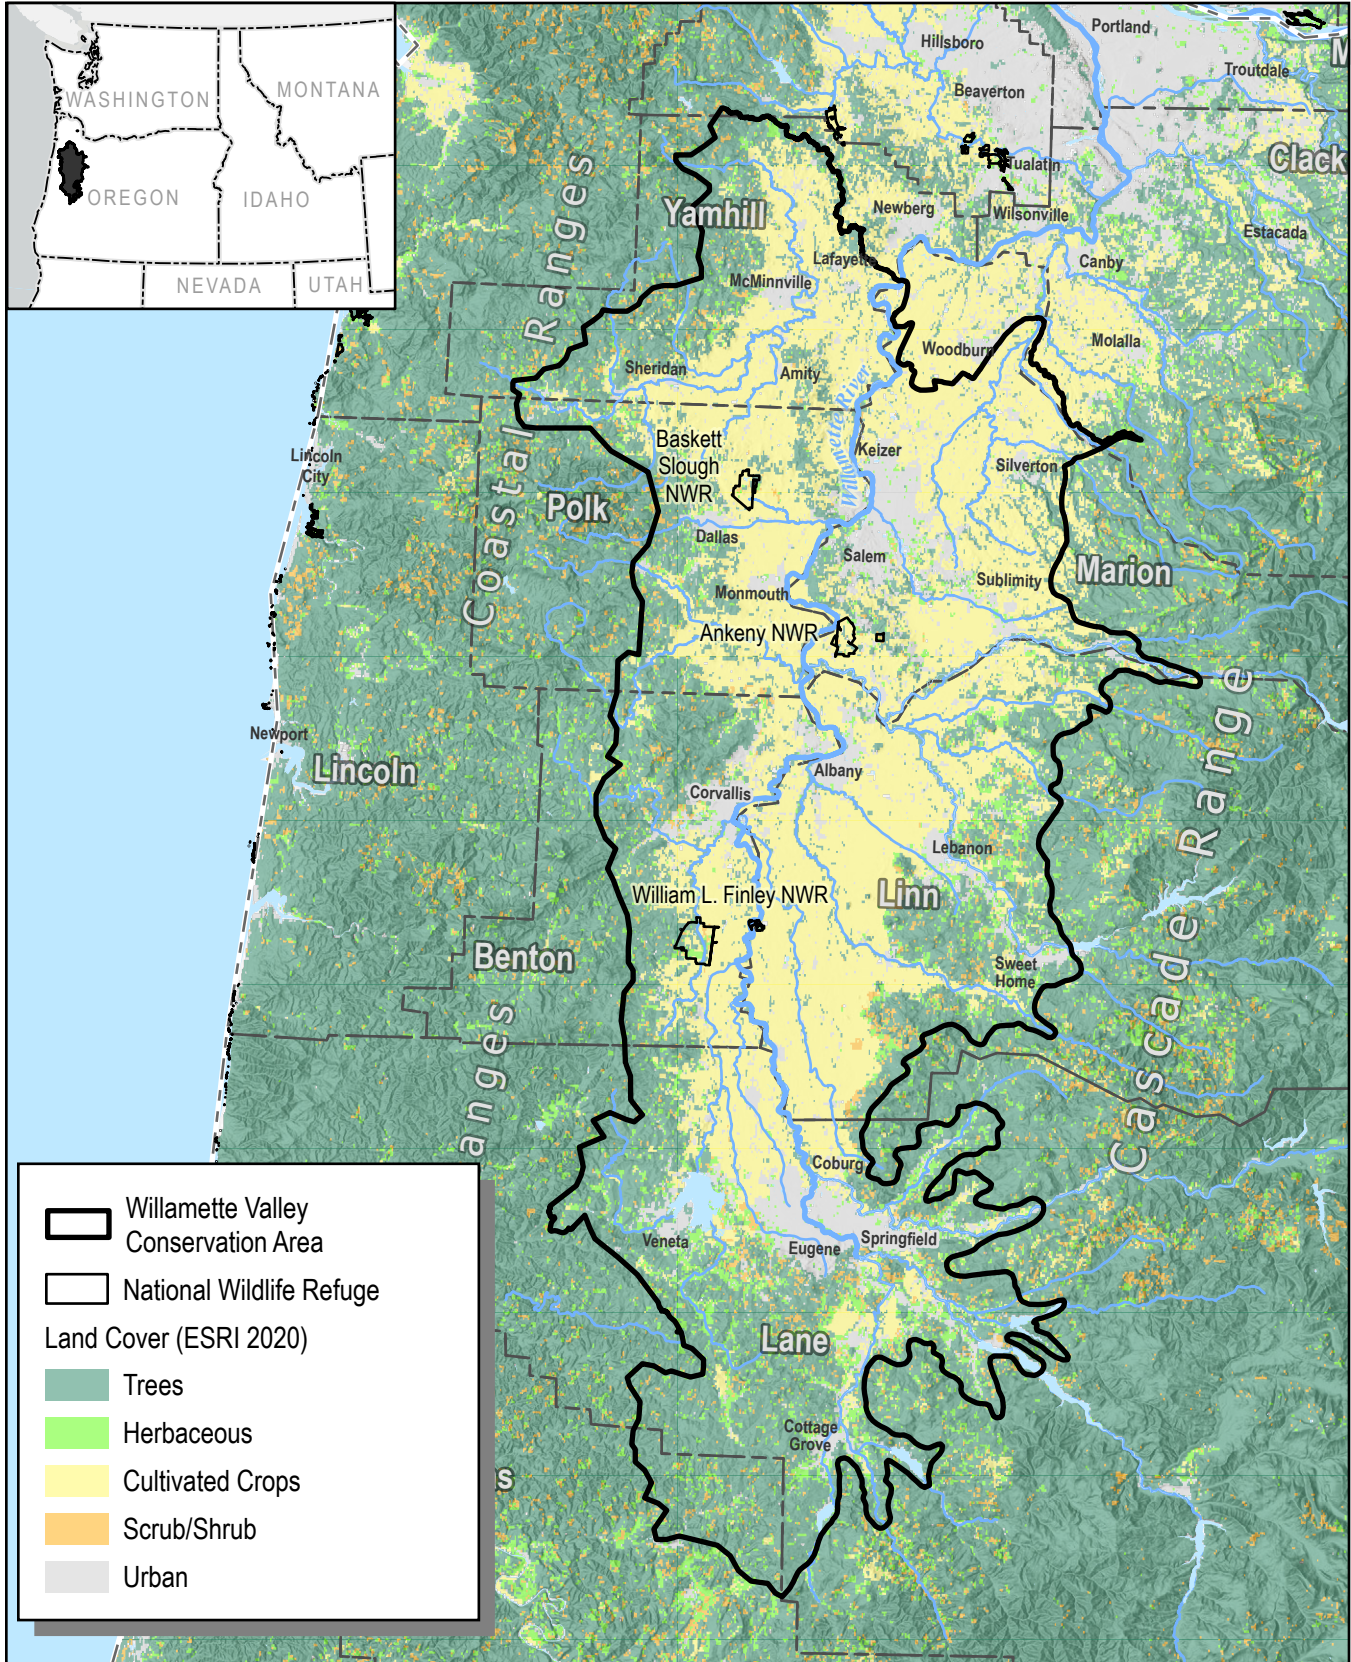 WASHINGTON
MONTANA
OREGON
IDAHO
NEVADA
UTAH
Portland
Hillsboro
Troutdale
M
Beaverton
Tualatin
Clack
Yamhill
Newberg
Wilsonville
Estacada
Lafayette
Canby
McMinnville
Coastal Ranges
Woodburn
Molalla
Sheridan
Amity
Willamette River
Baskett
Slough
NWR
Keizer
Lincoln
City
Silverton
Polk
Dallas
Salem
Marion
Sublimity
Monmouth
Ankeny NWR
Newport
Lincoln
Albany
Corvallis
Cascade Range
Lebanon
William L. Finley NWR
Linn
Benton
Sweet
Home
anges
Coburg
Veneta
Eugene
Springfield
Lane
Cottage
Grove
s
Willamette Valley
Conservation Area
National Wildlife Refuge
Land Cover (ESRI 2020)
Trees
Herbaceous
Cultivated Crops
Scrub/Shrub
Urban